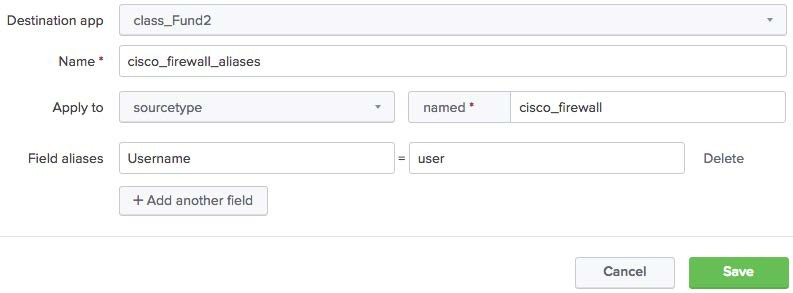 Destination app class_Fund2
Name * cisco_firewall_aliases
Apply to sourcetype named * cisco_firewall
Field aliases Username = user Delete
+ Add another field
Cancel Save